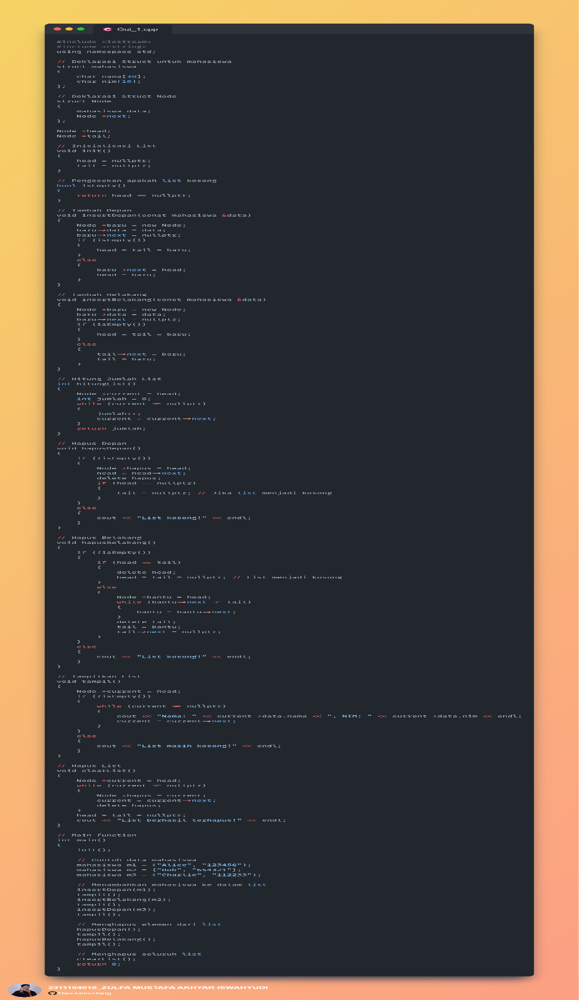 Gui_1.cpp
#include <iostream>
#include <cstring>
using namespace std;
// Deklarasi Struct untuk mahasiswa
struct mahasiswa
{
char nama[30];
char nim[10];
};
// Deklarasi Struct Node
struct Node
{
mahasiswa data;
Node *next;
};
Node *head;
Node *tail;
// Inisialisasi List
void init()
{
head = nullptr;
tail = nullptr;
}
// Pengecekan apakah list kosong
bool isEmpty()
{
return head == nullptr;
}
// Tambah Depan
void insertDepan(const mahasiswa &data)
{
Node *baru = new Node;
baru->data = data;
baru->next = nullptr;
if (isEmpty())
{
head = tail = baru;
}
else
{
baru->next = head;
head = baru;
}
}
// Tambah Belakang
void insertBelakang(const mahasiswa &data)
{
Node *baru = new Node;
baru->data = data;
baru->next = nullptr;
if (isEmpty())
{
head = tail = baru;
}
else
{
tail->next = baru;
tail = baru;
}
}
// Hitung Jumlah List
int hitungList()
{
Node *current = head;
int jumlah = 0;
while (current != nullptr)
{
jumlah++;
current = current->next;
}
return jumlah;
}
// Hapus Depan
void hapusDepan()
{
if (!isEmpty())
{
Node *hapus = head;
head = head->next;
delete hapus;
if (head == nullptr)
{
tail = nullptr; // Jika list menjadi kosong
}
}
else
{
cout << "List kosong!" << endl;
}
}
// Hapus Belakang
void hapusBelakang()
{
if (!isEmpty())
{
if (head == tail)
{
delete head;
head = tail = nullptr; // List menjadi kosong
}
else
{
Node *bantu = head;
while (bantu->next != tail)
{
bantu = bantu->next;
}
delete tail;
tail = bantu;
tail->next = nullptr;
}
}
else
{
cout << "List kosong!" << endl;
}
}
// Tampilkan List
void tampil()
{
Node *current = head;
if (!isEmpty())
{
while (current != nullptr)
{
cout << "Nama: " << current->data.nama << ", NIM: " << current->data.nim << endl;
current = current->next;
}
}
else
{
cout << "List masih kosong!" << endl;
}
}
// Hapus List
void clearList()
{
Node *current = head;
while (current != nullptr)
{
Node *hapus = current;
current = current->next;
delete hapus;
}
head = tail = nullptr;
cout << "List berhasil terhapus!" << endl;
}
// Main function
int main()
{
init();
// Contoh data mahasiswa
mahasiswa m1 = {"Alice", "123456"};
mahasiswa m2 = {"Bob", "654321"};
mahasiswa m3 = {"Charlie", "112233"};
// Menambahkan mahasiswa ke dalam list
insertDepan(m1);
tampil();
insertBelakang(m2);
tampil();
insertDepan(m3);
tampil();
// Menghapus elemen dari list
hapusDepan();
tampil();
hapusBelakang();
tampil();
// Menghapus seluruh list
clearList();
return 0;
}
2311104010_ZULFA MUSTAFA AKHYAR ISWAHYUDI
Han-Goo-Rang